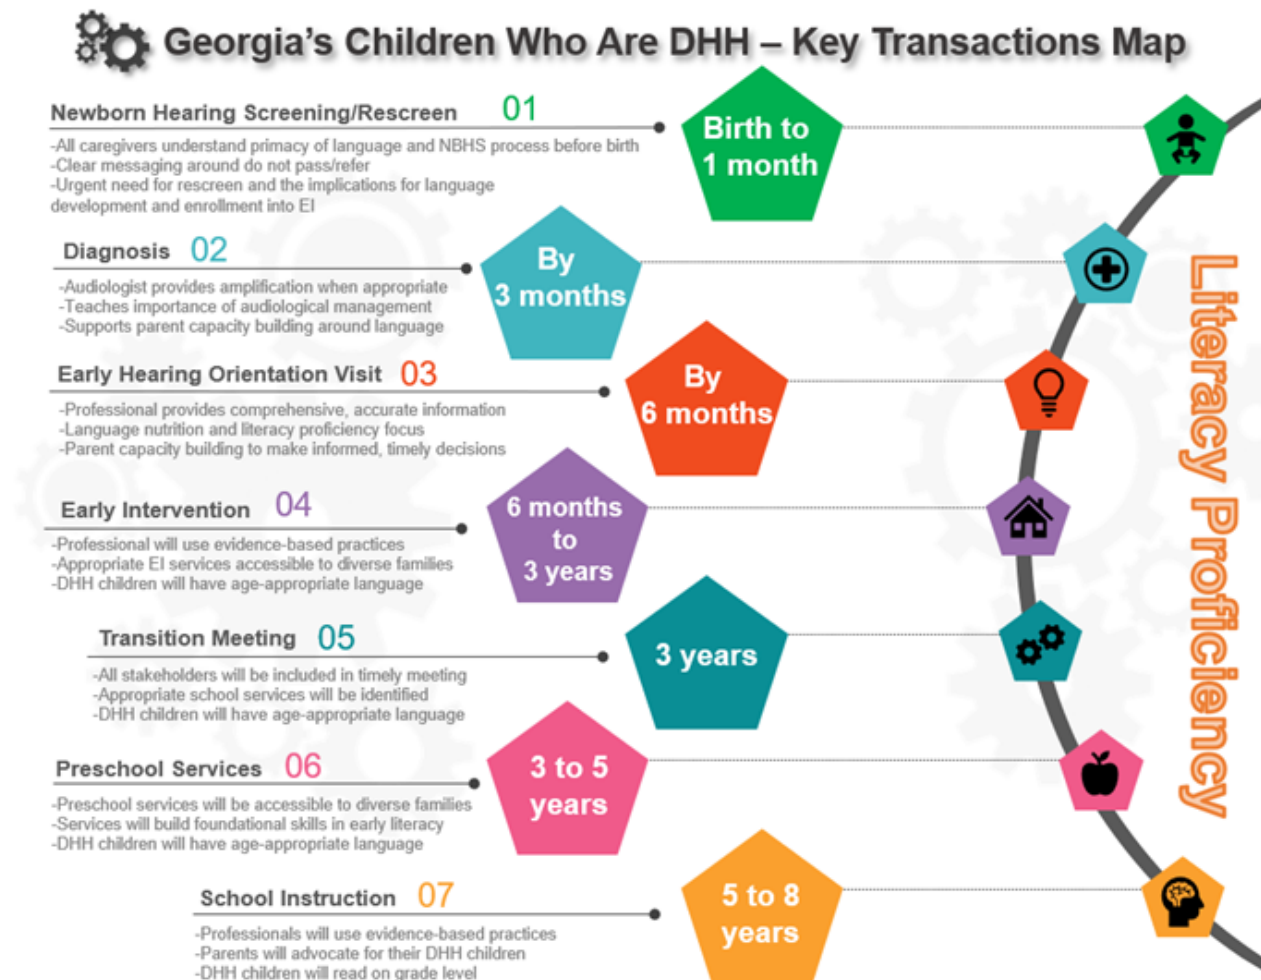 Georgia's Children Who Are DHH – Key Transactions Map
Newborn Hearing Screening/Rescreen 01
-All caregivers understand primacy of language and NBHS process before birth
-Clear messaging around do not pass/refer
-Urgent need for rescreen and the implications for language
development and enrollment into EI
Birth to
1 month
Diagnosis 02
-Audiologist provides amplification when appropriate
-Teaches importance of audiological management
-Supports parent capacity building around language
By
3 months
Early Hearing Orientation Visit 03
-Professional provides comprehensive, accurate information
-Language nutrition and literacy proficiency focus
-Parent capacity building to make informed, timely decisions
By
6 months
Early Intervention 04
-Professional will use evidence-based practices
-Appropriate EI services accessible to diverse families
-DHH children will have age-appropriate language
6 months
to
3 years
Transition Meeting 05
-All stakeholders will be included in timely meeting
-Appropriate school services will be identified
-DHH children will have age-appropriate language
3 years
Preschool Services 06
-Preschool services will be accessible to diverse families
-Services will build foundational skills in early literacy
-DHH children will have age-appropriate language
3 to 5
years
School Instruction 07
-Professionals will use evidence-based practices
-Parents will advocate for their DHH children
-DHH children will read on grade level
5 to 8
years
Literacy Proficiency